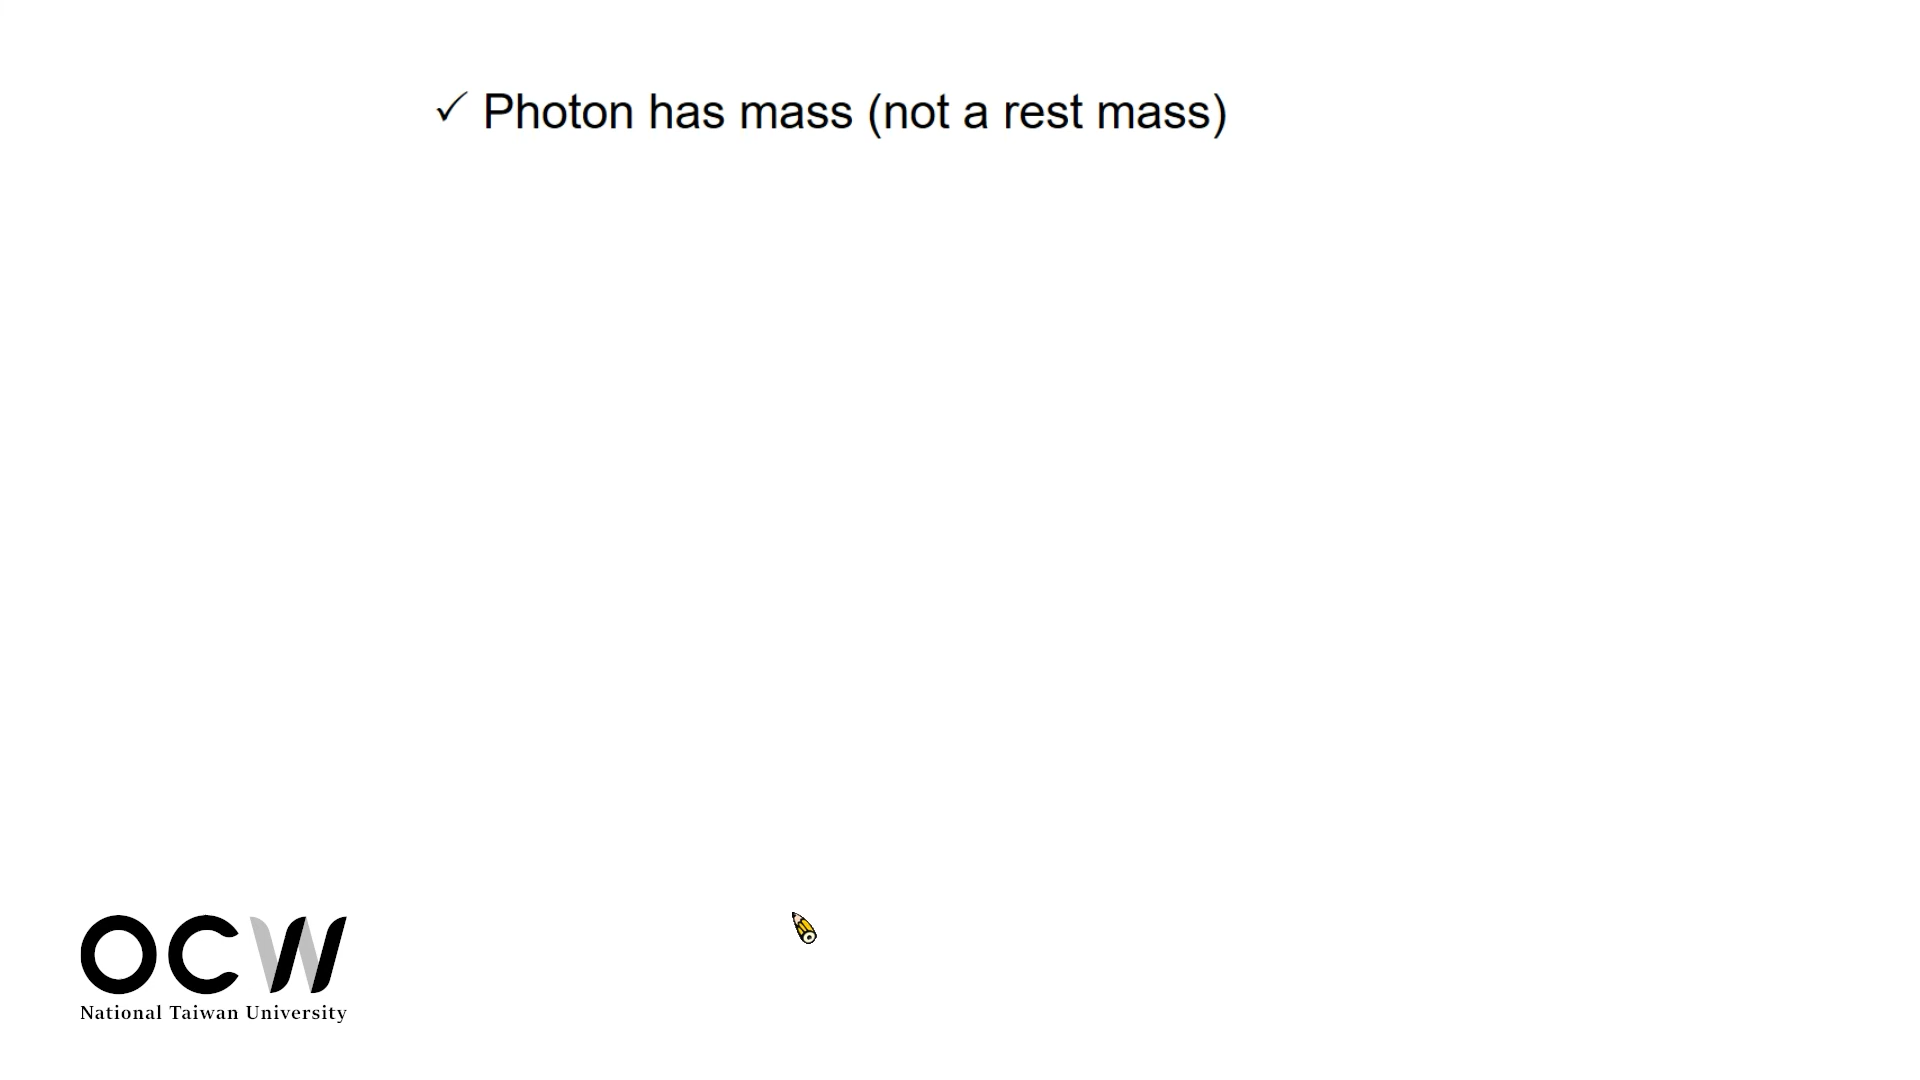 ✓ Photon has mass (not a rest mass)
OCW
National Taiwan University